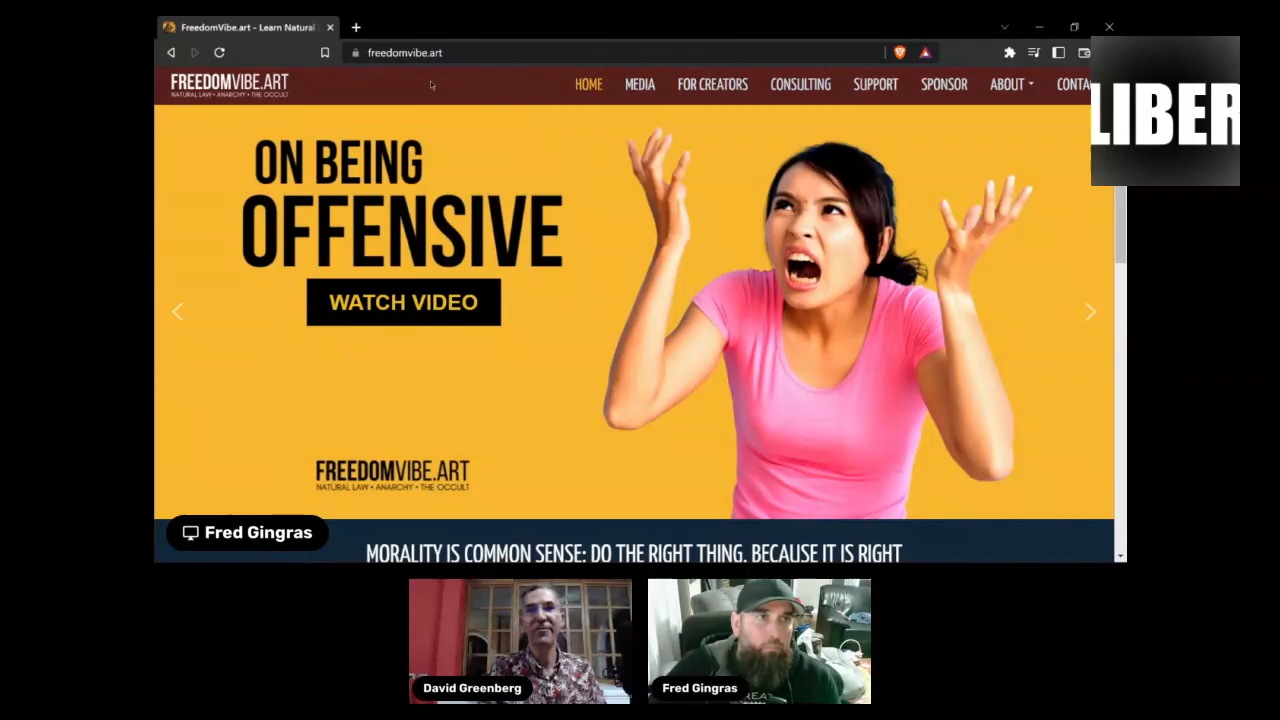 FreedomVibe.art - Learn Natural
freedomvibe.art
FREEDOMVIBE.ART
NATURAL LAW • ANARCHY • THE OCCULT
HOME MEDIA FOR CREATORS CONSULTING SUPPORT SPONSOR ABOUT CONTA
LIBER
ON BEING
OFFENSIVE
WATCH VIDEO
FREEDOMVIBE.ART
NATURAL LAW • ANARCHY • THE OCCULT
Fred Gingras
MORALITY IS COMMON SENSE: DO THE RIGHT THING, BECAUSE IT IS RIGHT
David Greenberg
Fred Gingras